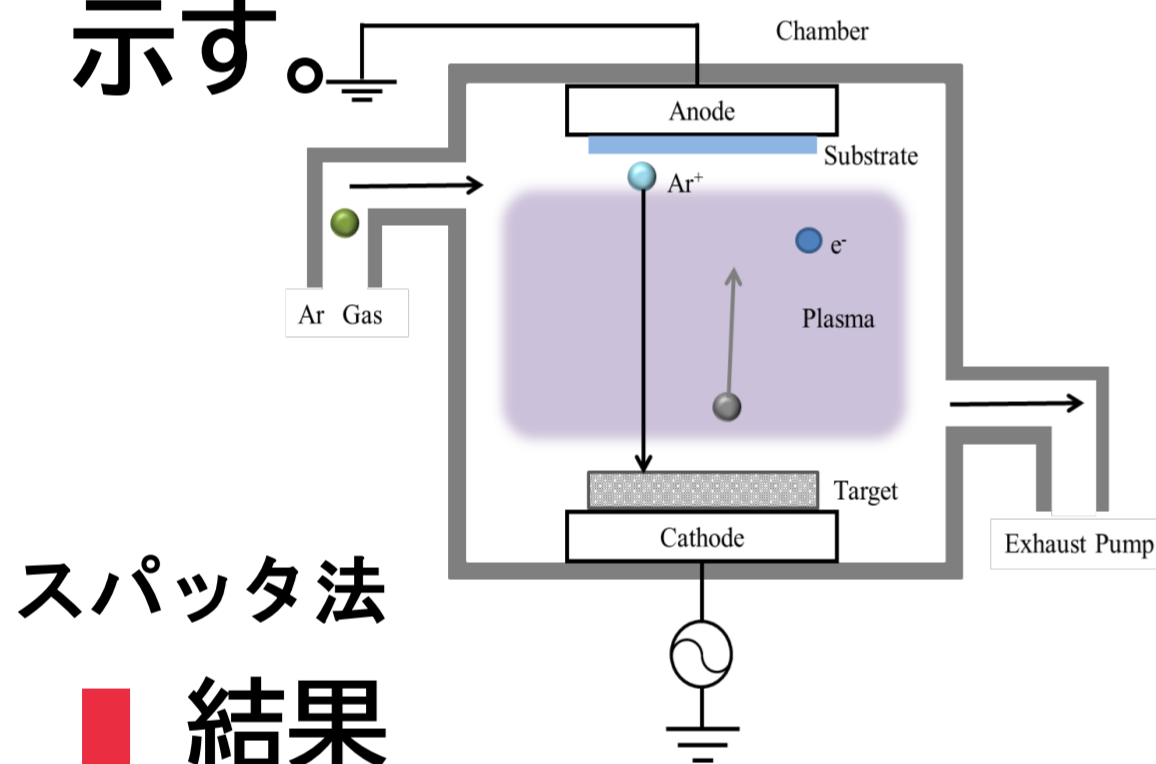 示す。
Chamber
Anode
Substrate
Ar+
e-
Ar Gas
Plasma
Target
Cathode
Exhaust Pump
スパッタ法
結果